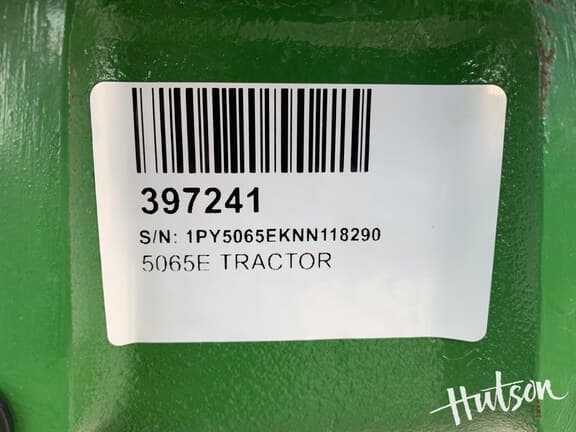 397241
S/N: 1PY5065EKNN118290
5065E TRACTOR
Hutson